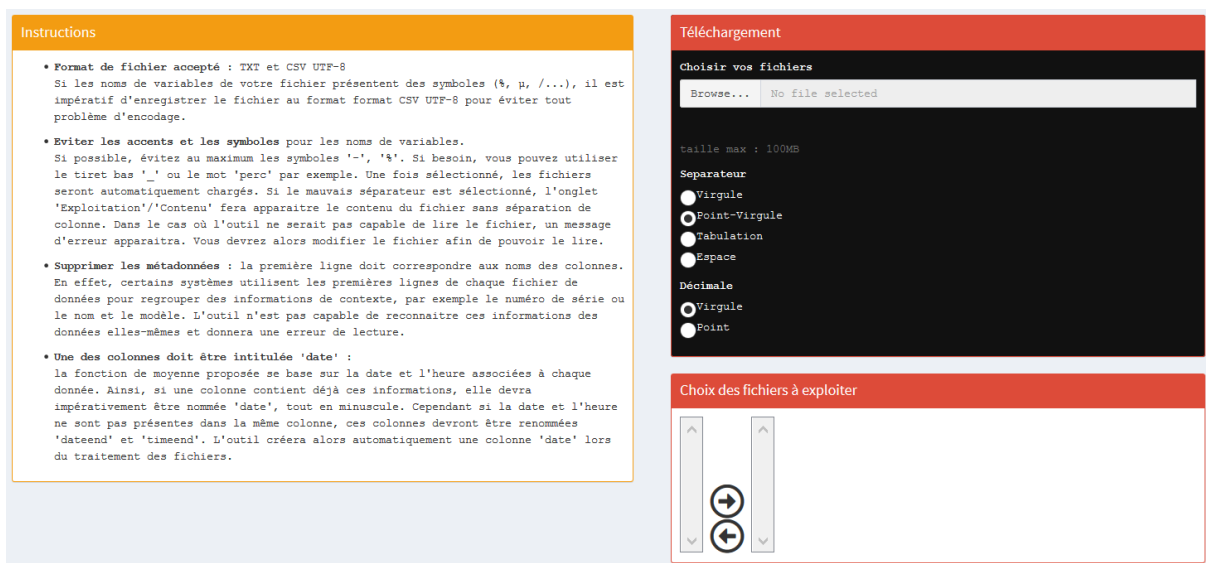 Instructions
• Format de fichier accepté : TXT et CSV UTF-8
Si les noms de variables de votre fichier présentent des symboles (%, µ, /...), il est
impératif d'enregistrer le fichier au format format CSV UTF-8 pour éviter tout
problème d'encodage.
• Eviter les accents et les symboles pour les noms de variables.
Si possible, évitez au maximum les symboles '-', '%'. Si besoin, vous pouvez utiliser
le tiret bas '_' ou le mot 'perc' par exemple. Une fois sélectionné, les fichiers
seront automatiquement chargés. Si le mauvais séparateur est sélectionné, l'onglet
'Exploitation'/'Contenu' fera apparaitre le contenu du fichier sans séparation de
colonne. Dans le cas où l'outil ne serait pas capable de lire le fichier, un message
d'erreur apparaitra. Vous devrez alors modifier le fichier afin de pouvoir le lire.
• Supprimer les métadonnées : la première ligne doit correspondre aux noms des colonnes.
En effet, certains systèmes utilisent les premières lignes de chaque fichier de
données pour regrouper des informations de contexte, par exemple le numéro de série ou
le nom et le modèle. L'outil n'est pas capable de reconnaitre ces informations des
données elles-mêmes et donnera une erreur de lecture.
• Une des colonnes doit être intitulée 'date' :
la fonction de moyenne proposée se base sur la date et l'heure associées à chaque
donnée. Ainsi, si une colonne contient déjà ces informations, elle devra
impérativement être nommée 'date', tout en minuscule. Cependant si la date et l'heure
ne sont pas présentes dans la même colonne, ces colonnes devront être renommées
'dateend' et 'timeend'. L'outil créera alors automatiquement une colonne 'date' lors
du traitement des fichiers.
Téléchargement
Choisir vos fichiers
Browse... No file selected
taille max : 100MB
Separateur
Virgule
Point-Virgule
Tabulation
Espace
Décimale
Virgule
Point
Choix des fichiers à exploiter